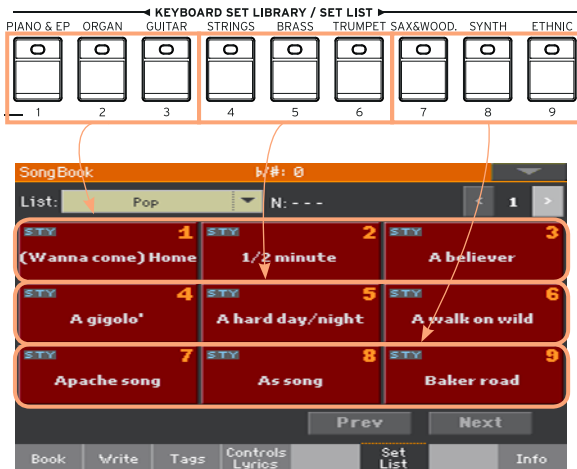 KEYBOARD SET LIBRARY / SET LIST
PIANO & EP ORGAN GUITAR STRINGS BRASS TRUMPET SAX&WOOD. SYNTH ETHNIC
1 2 3 4 5 6 7 8 9
SongBook b/#: 0
List: Pop N:--- < 1 >
STY 1 STY 2 STY 3
(Wanna come) Home 1/2 minute A believer
STY 4 STY 5 STY 6
A gigolo' A hard day/night A walk on wild
STY 7 STY 8 STY 9
Apache song As song Baker road
Prev Next
Book Write Tags Controls Lyrics Set List Info